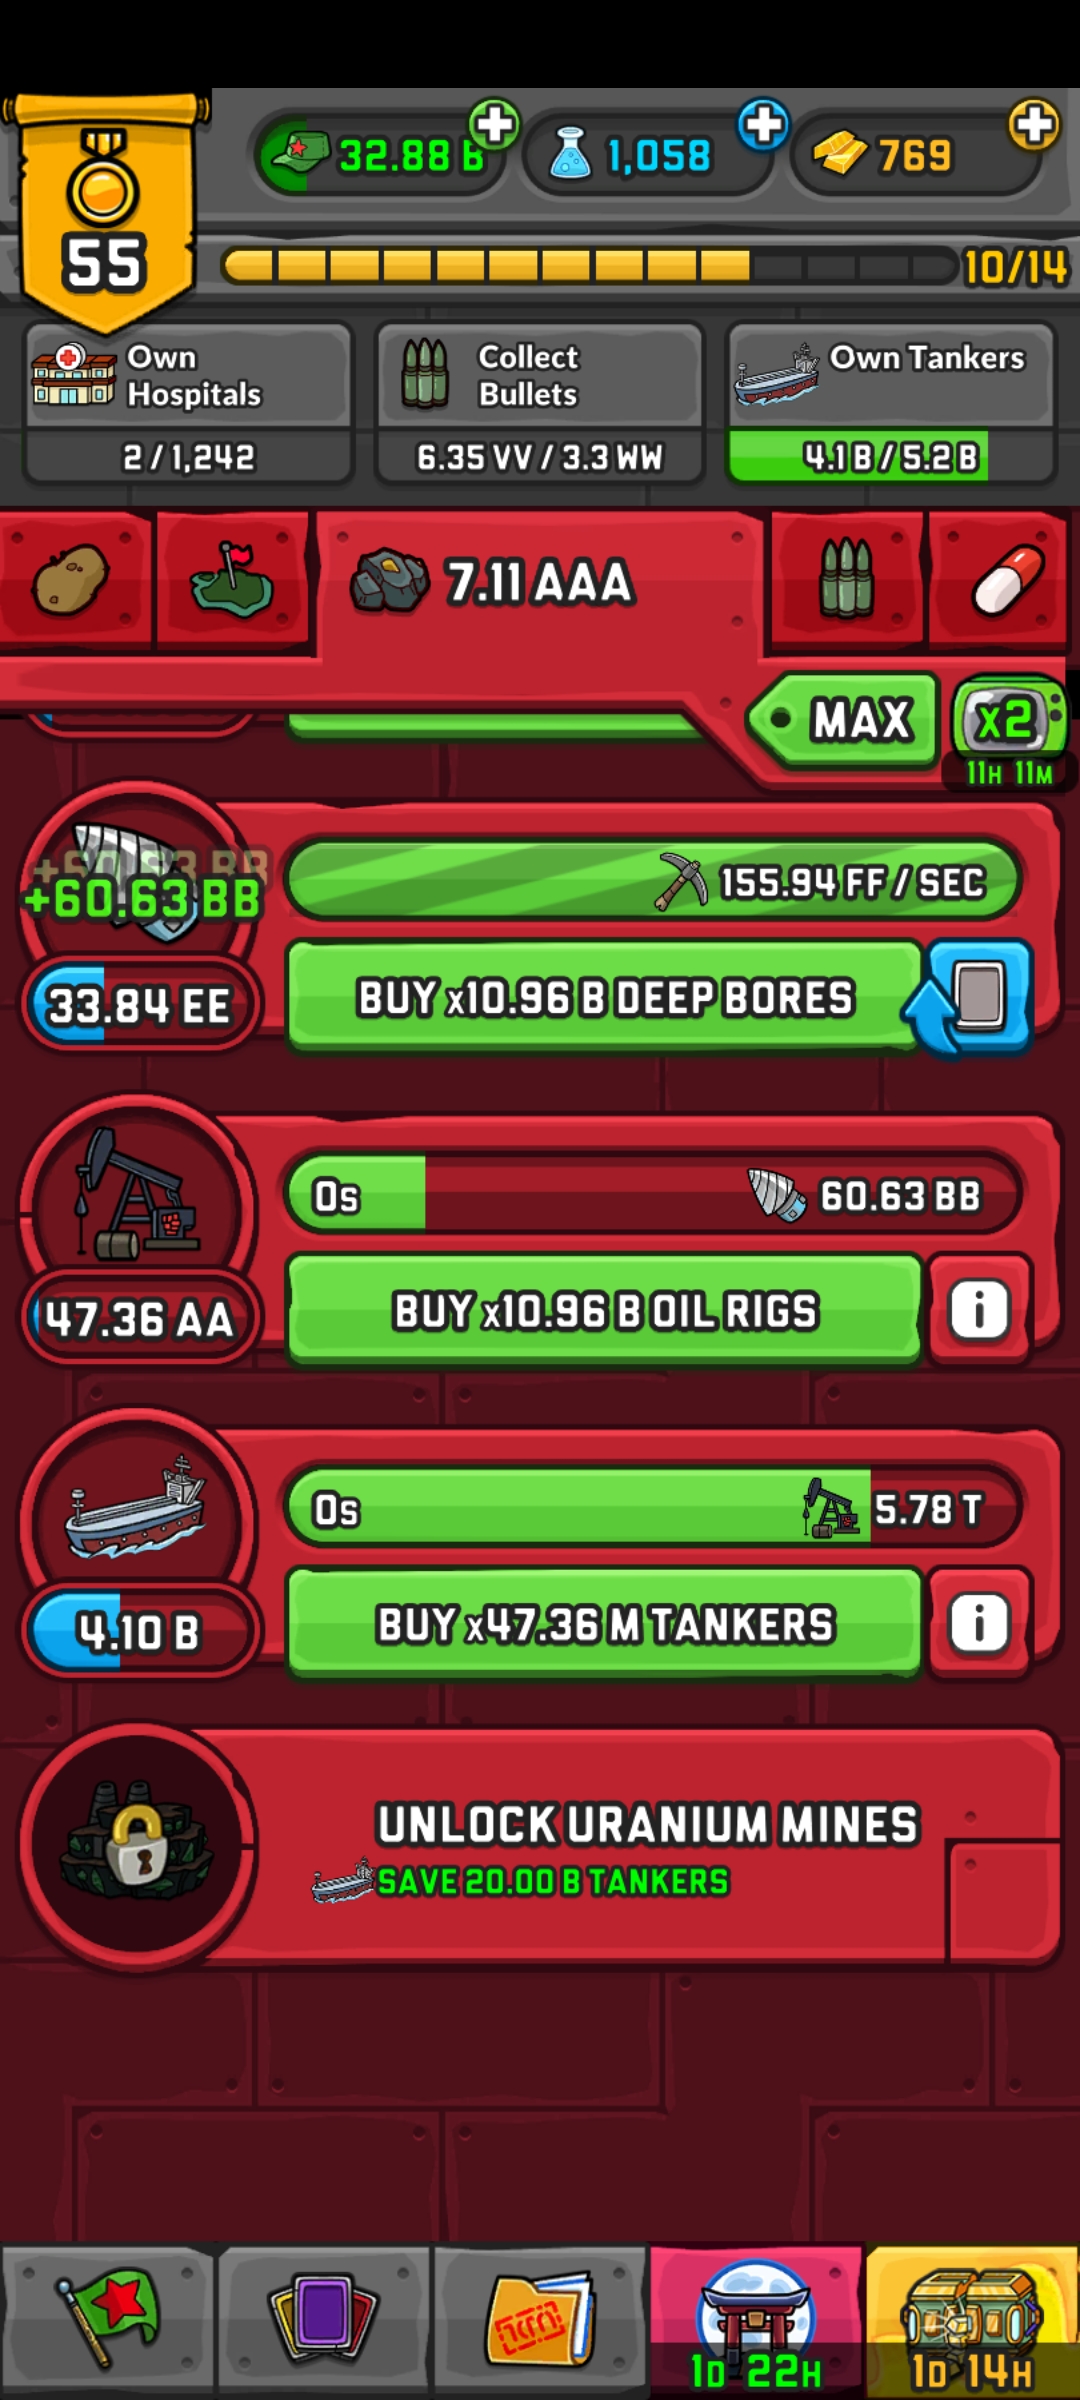 32.88 B
1,058
769
55
10/14
Own Hospitals
2 / 1,242
Collect Bullets
6.35 VV / 3.3 WW
Own Tankers
4.1 B / 5.2 B
7.11 AAA
MAX
x2
11H 11M
+60.63 BB
+60.63 BB
155.94 FF / SEC
33.84 EE
BUY x10.96 B DEEP BORES
0s
60.63 BB
47.36 AA
BUY x10.96 B OIL RIGS
i
0s
5.78 T
4.10 B
BUY x47.36 M TANKERS
i
UNLOCK URANIUM MINES
SAVE 20.00 B TANKERS
1D 22H
1D 14H